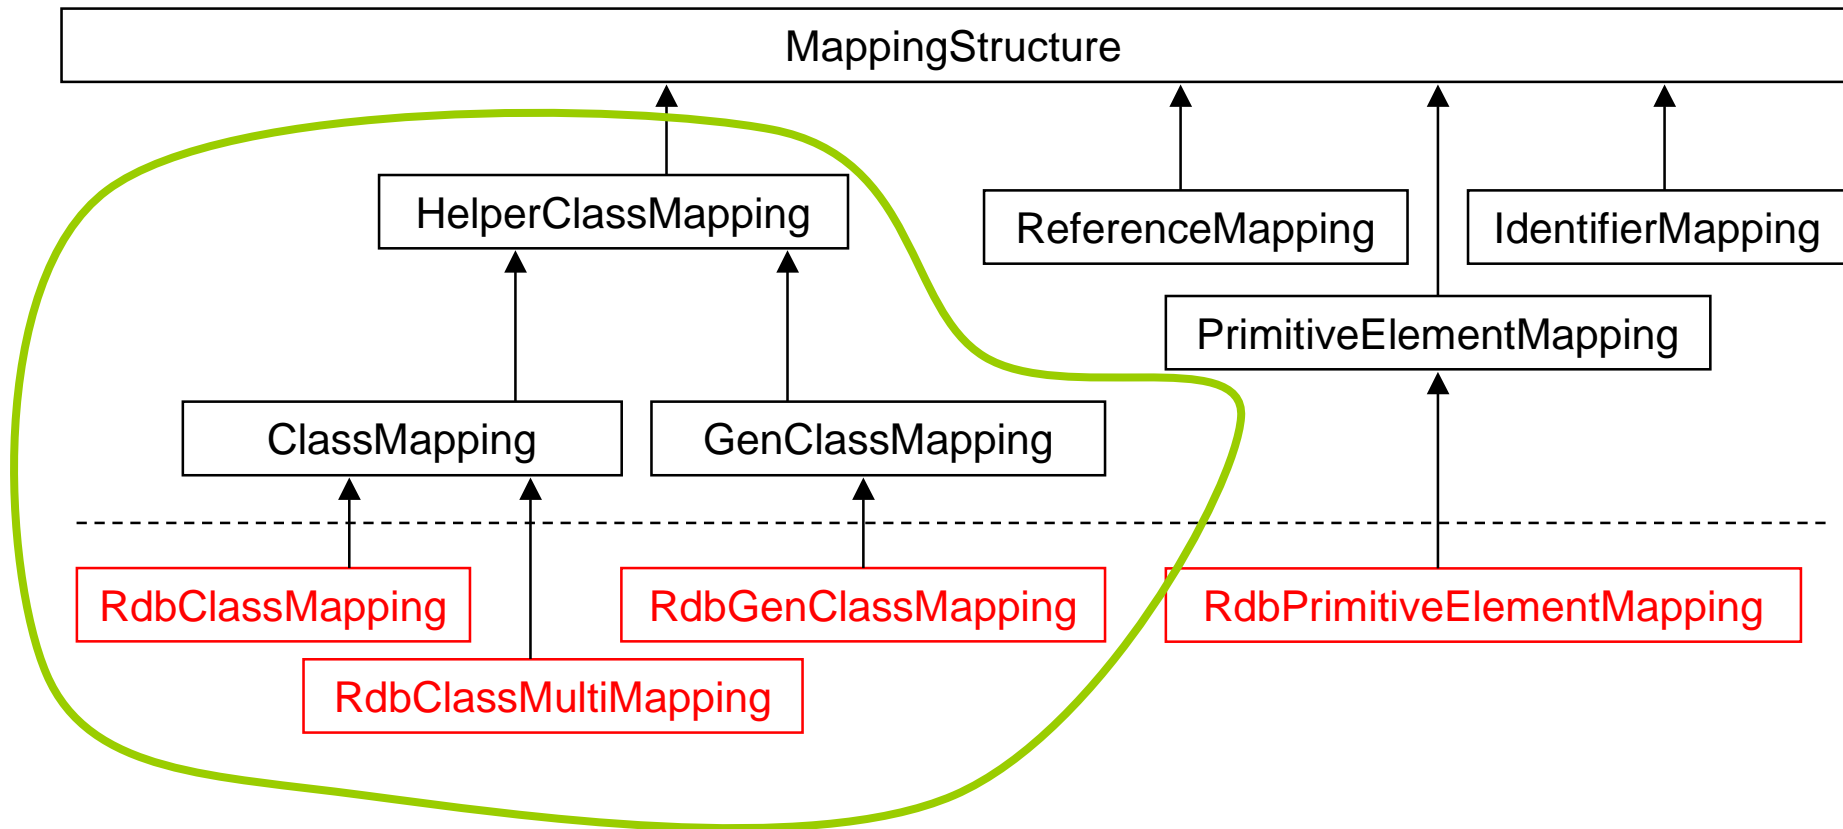 MappingStructure
HelperClassMapping
ReferenceMapping
IdentifierMapping
PrimitiveElementMapping
ClassMapping
GenClassMapping
RdbClassMapping
RdbGenClassMapping
RdbPrimitiveElementMapping
RdbClassMultiMapping